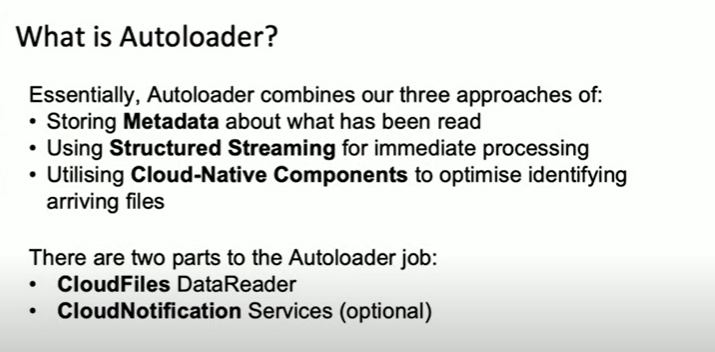 What is Autoloader?
Essentially, Autoloader combines our three approaches of:
• Storing Metadata about what has been read
• Using Structured Streaming for immediate processing
• Utilising Cloud-Native Components to optimise identifying
arriving files
There are two parts to the Autoloader job:
• CloudFiles DataReader
• CloudNotification Services (optional)